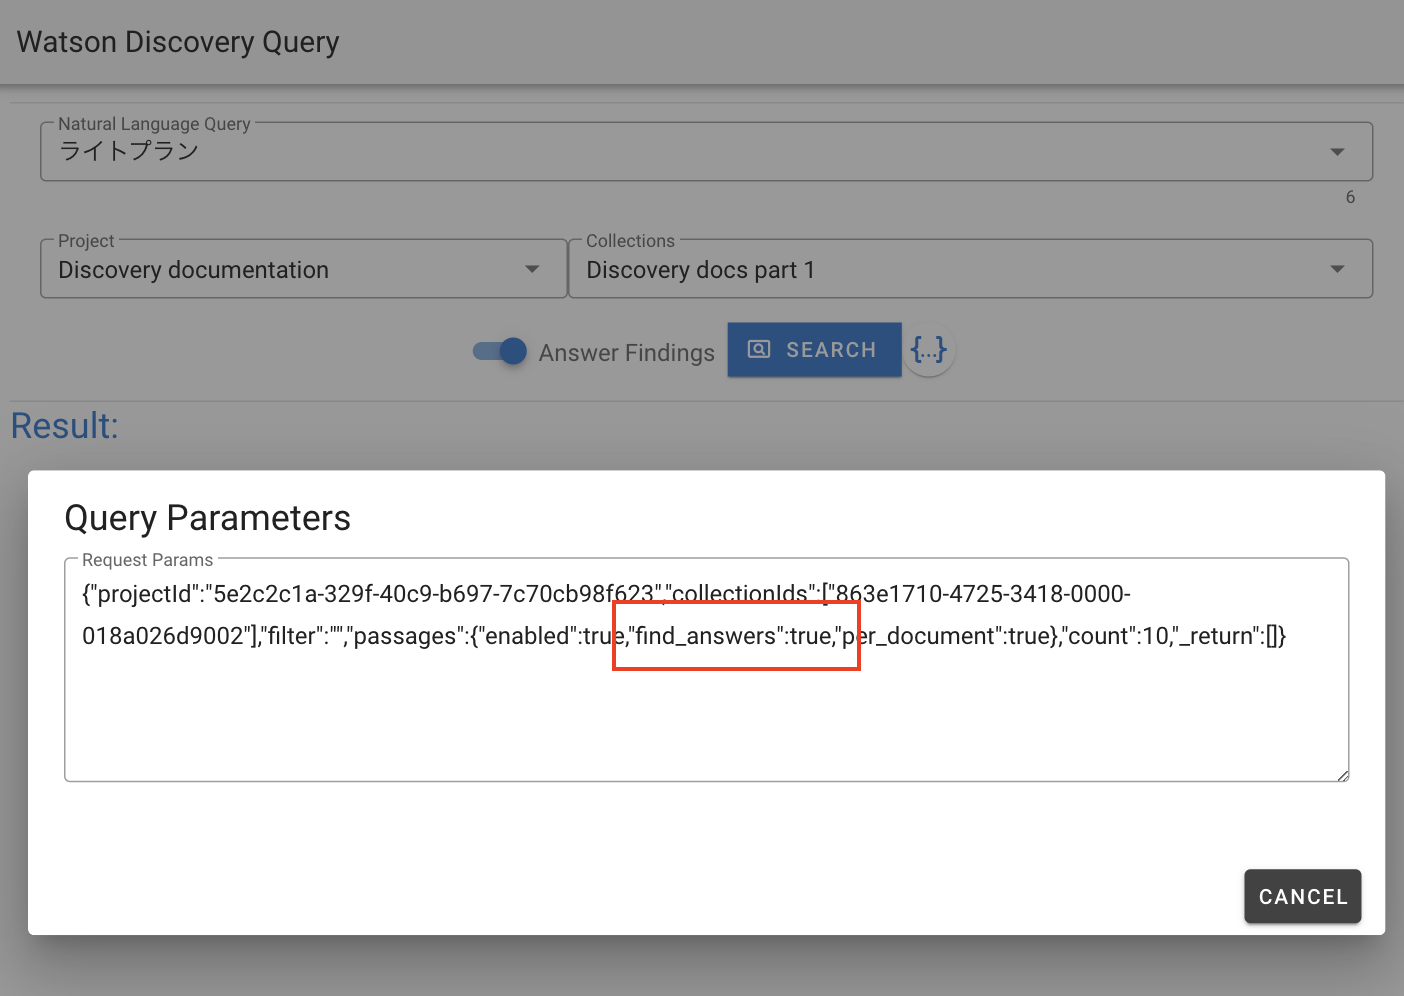 Watson Discovery Query
Natural Language Query
ライトプラン
6
Project
Discovery documentation
Collections
Discovery docs part 1
Answer Findings
SEARCH
{...}
Result:
Query Parameters
Request Params
{"projectId":"5e2c2c1a-329f-40c9-b697-7c70cb98f623","collectionIds":["863e1710-4725-3418-0000-
018a026d9002"],"filter":"","passages":{"enabled":true,"find_answers":true,"per_document":true},"count":10,"_return":[]}
CANCEL